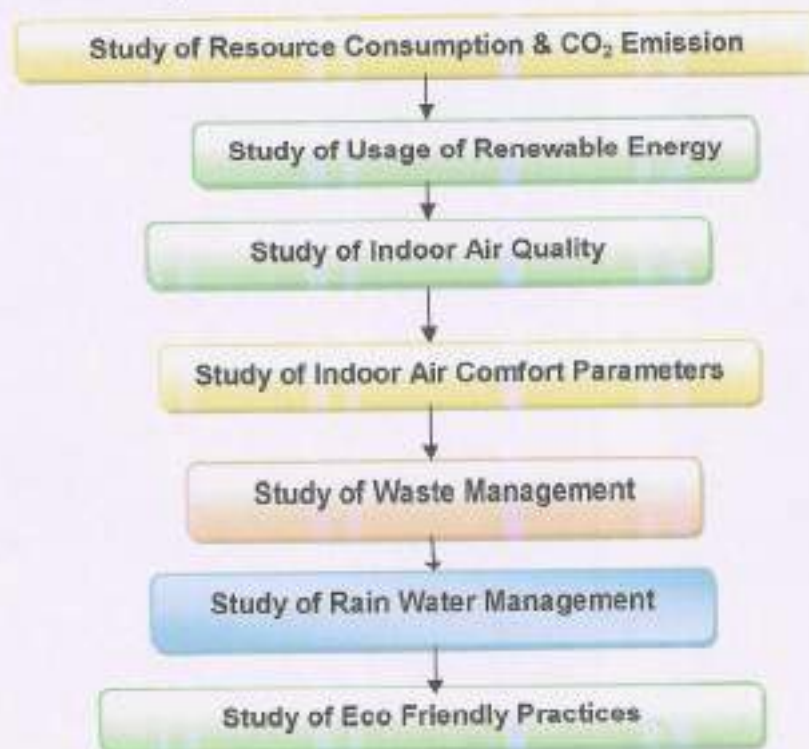 Study of Resource Consumption & CO₂ Emission
Study of Usage of Renewable Energy
Study of Indoor Air Quality
Study of Indoor Air Comfort Parameters
Study of Waste Management
Study of Rain Water Management
Study of Eco Friendly Practices